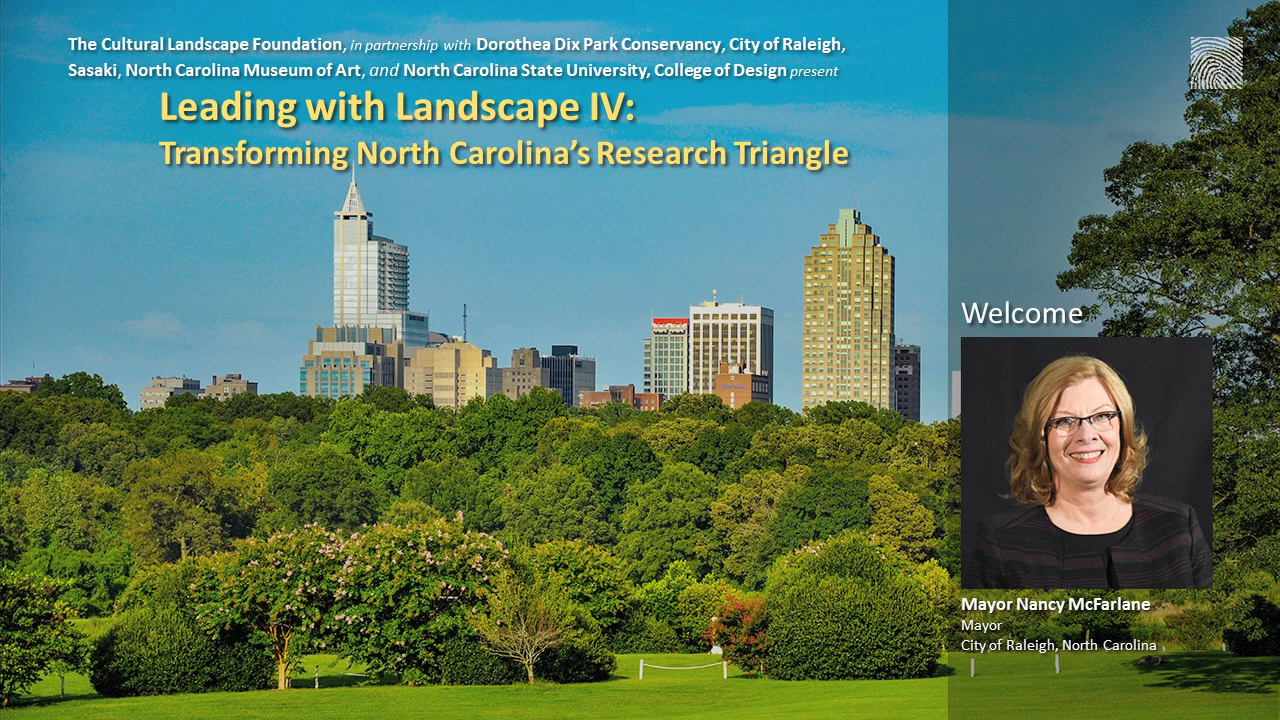 The Cultural Landscape Foundation, in partnership with Dorothea Dix Park Conservancy, City of Raleigh,
Sasaki, North Carolina Museum of Art, and North Carolina State University, College of Design present
Leading with Landscape IV:
Transforming North Carolina’s Research Triangle
Welcome
Mayor Nancy McFarlane
Mayor
City of Raleigh, North Carolina